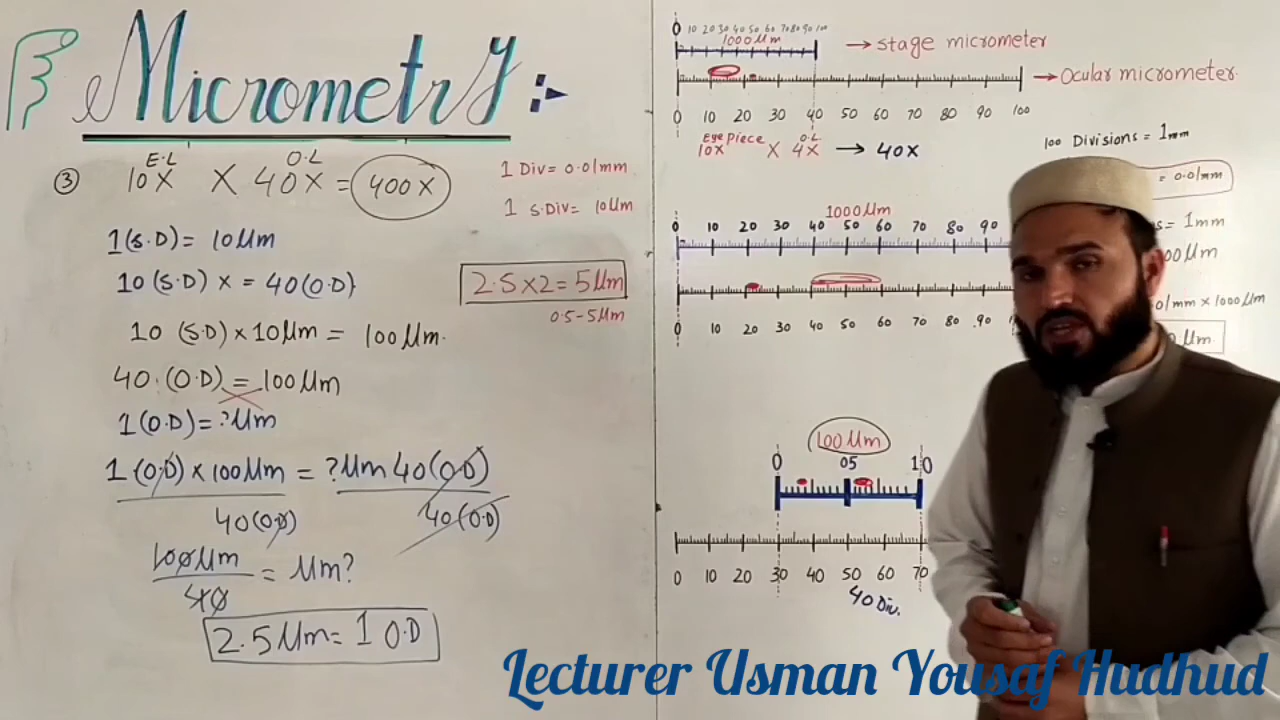 Micrometry :-
③ 10X E.L X 40X O.L = 400X
1 Div = 0.01mm
1 S.Div = 10µm
1(S.D) = 10µm
10(S.D) x = 40(O.D)
10 (S.D) x 10µm = 100µm.
40.(O.D) = 100µm
1(O.D) = ?µm
1(O.D) x 100µm = ?µm 40(O.D)
40(O.D) 40(O.D)
100µm = µm?
40
2.5µm = 1 O.D
2.5x2=5µm
0.5-5µm
0 10 20 30 40 50 60 70 80 90 100
1000µm
→ Stage micrometer
→ Ocular micrometer.
0 10 20 30 40 50 60 70 80 90 100
Eye Piece O.L
10X X 4X → 40X
100 Divisions = 1mm
= 0.01mm
= 1mm
1000µm
0 10 20 30 40 50 60 70 80 90
0 10 20 30 40 50 60 70 80 90
mm x 1000µm
µm
100µm
0 05 10
0 10 20 30 40 50 60 70
40 Div.
Lecturer Usman Yousaf Hudhud